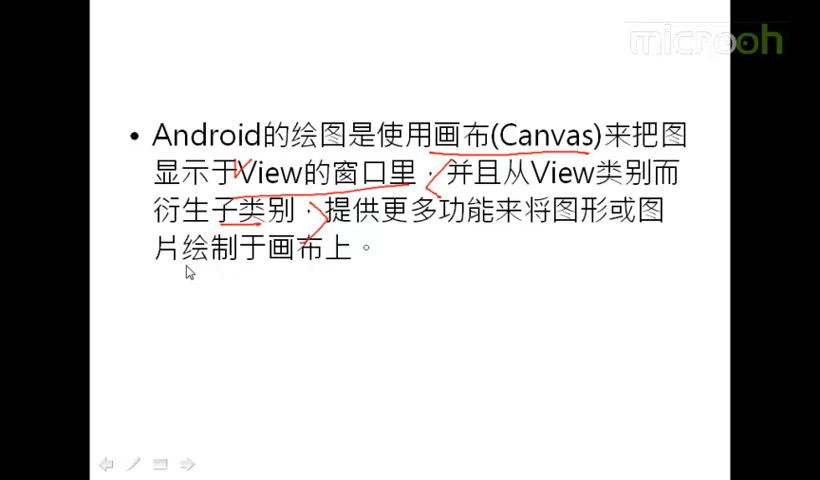 microoh
• Android的绘图是使用画布(Canvas)来把图
显示于View的窗口里，并且从View类别而
衍生子类别，提供更多功能来将图形或图
片绘制于画布上。